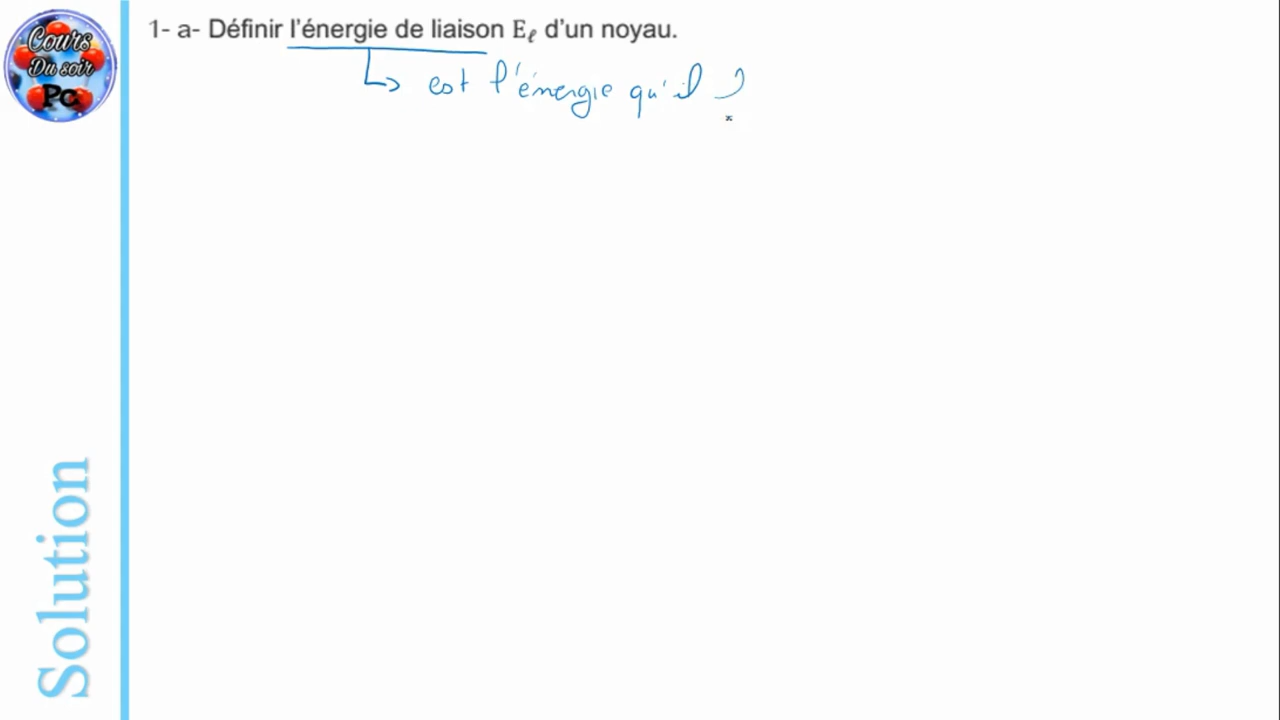 Cours
Du soir
PC
1- a- Définir l'énergie de liaison Eℓ d'un noyau.
est l'énergie qu'il
Solution